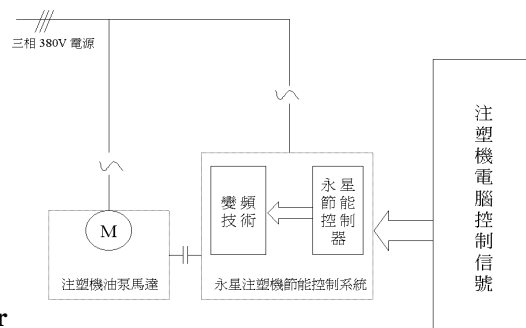 三相 380V 電源
變頻
技術
永星
節能
控制
器
M
注塑機油泵馬達
永星注塑機節能控制系統
注塑機電腦控制信號
r